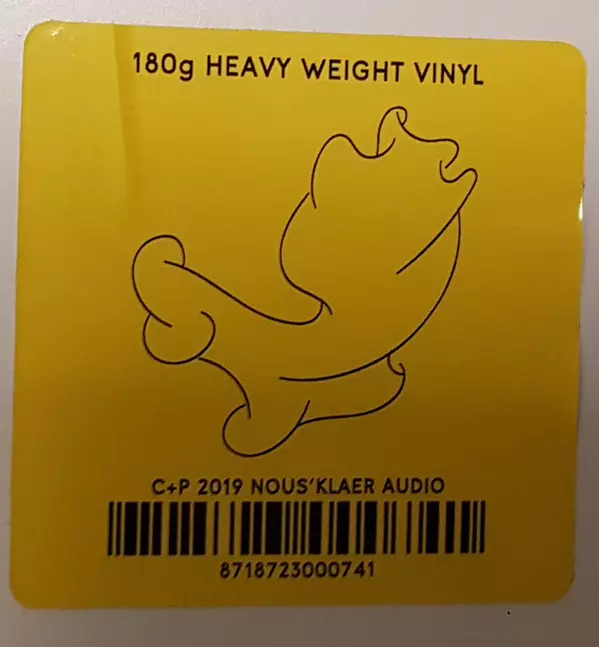 180g HEAVY WEIGHT VINYL
C+P 2019 NOUS'KLAER AUDIO
8718723000741